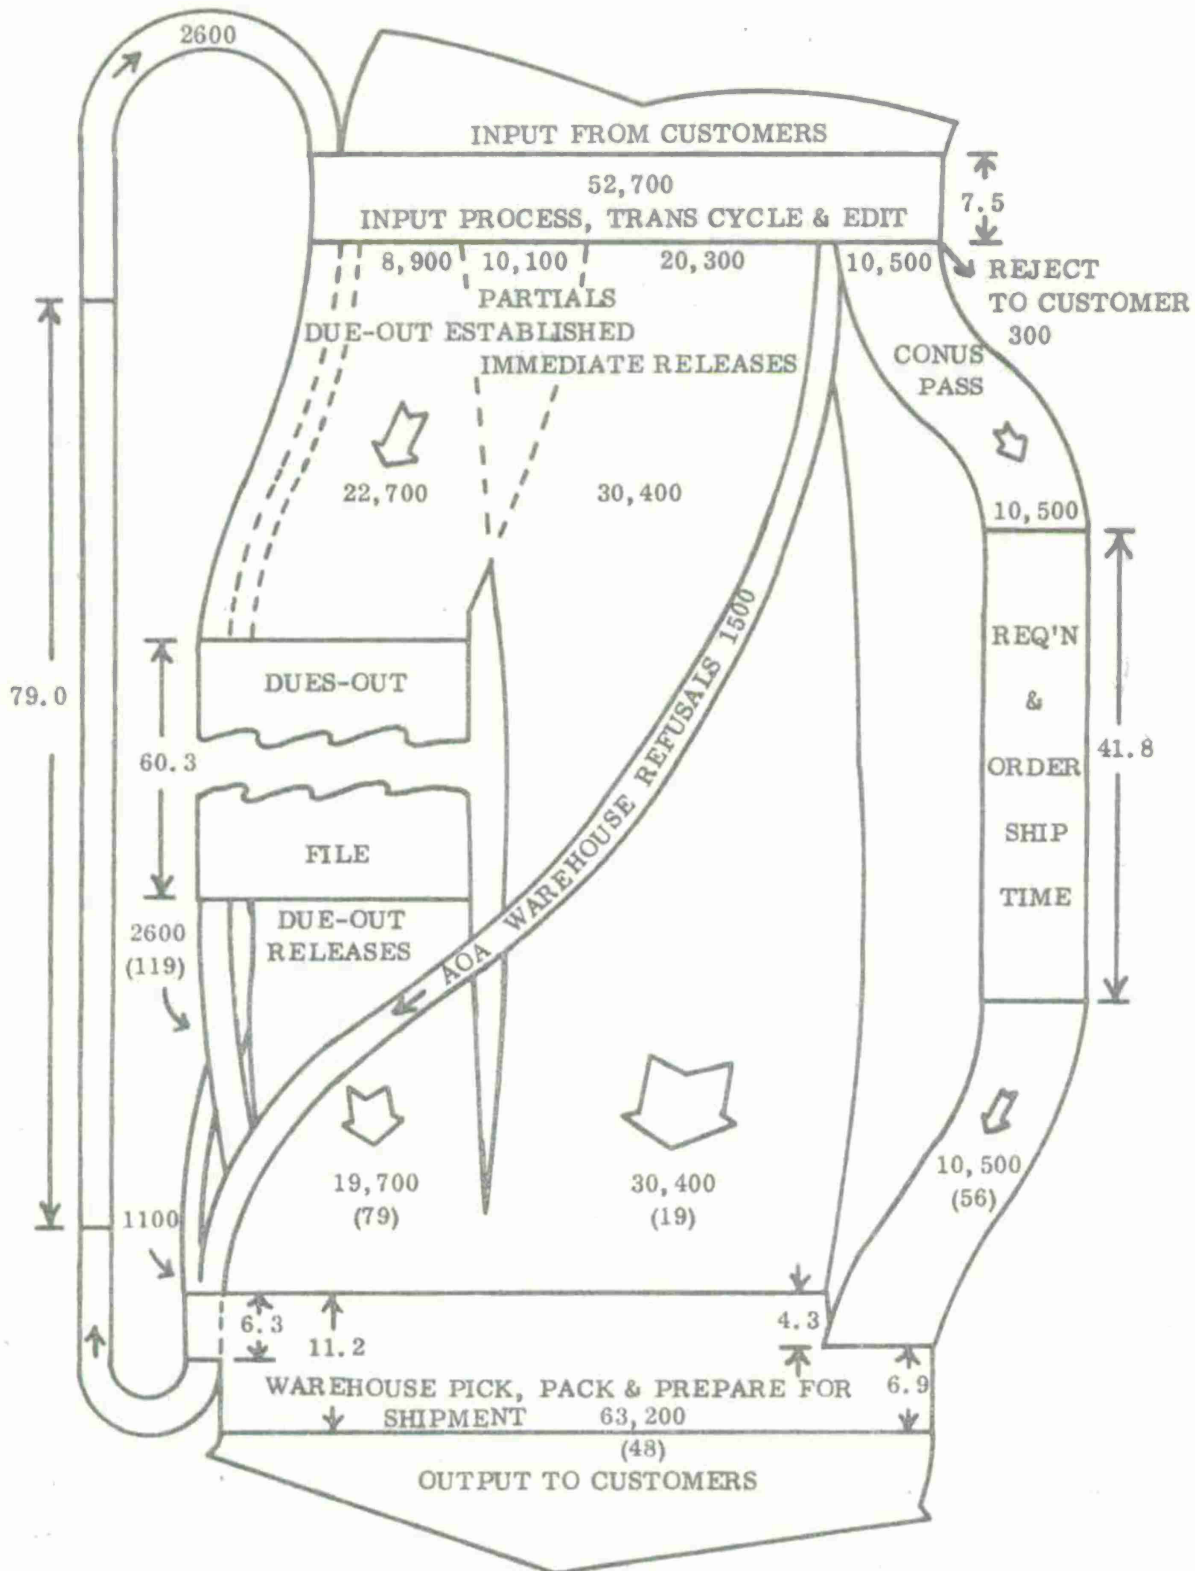 2600
INPUT FROM CUSTOMERS
52,700
INPUT PROCESS, TRANS CYCLE & EDIT
7.5
8,900 10,100 20,300 10,500
REJECT
TO CUSTOMER
300
PARTIALS
DUE-OUT ESTABLISHED
IMMEDIATE RELEASES
CONUS
PASS
22,700
30,400
10,500
79.0
DUES-OUT
60.3
FILE
DUE-OUT
RELEASES
2600
(119)
AOA WAREHOUSE REFUSALS 1500
REQ'N
&
ORDER
SHIP
TIME
41.8
19,700
(79)
30,400
(19)
10,500
(56)
1100
6.3
11.2
4.3
6.9
WAREHOUSE PICK, PACK & PREPARE FOR
SHIPMENT 63,200
(48)
OUTPUT TO CUSTOMERS